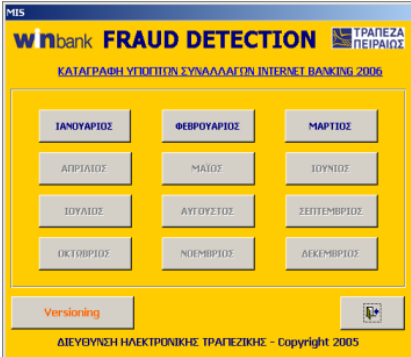 MIS
winbank FRAUD DETECTION ΤΡΑΠΕΖΑ ΠΕΙΡΑΙΩΣ
ΚΑΤΑΓΡΑΦΗ ΥΠΟΠΤΩΝ ΣΥΝΑΛΛΑΓΩΝ INTERNET BANKING 2006
ΙΑΝΟΥΑΡΙΟΣ ΦΕΒΡΟΥΑΡΙΟΣ ΜΑΡΤΙΟΣ
ΑΠΡΙΛΙΟΣ ΜΑΪΟΣ ΙΟΥΝΙΟΣ
ΙΟΥΛΙΟΣ ΑΥΓΟΥΣΤΟΣ ΣΕΠΤΕΜΒΡΙΟΣ
ΟΚΤΩΒΡΙΟΣ ΝΟΕΜΒΡΙΟΣ ΔΕΚΕΜΒΡΙΟΣ
Versioning
ΔΙΕΥΘΥΝΣΗ ΗΛΕΚΤΡΟΝΙΚΗΣ ΤΡΑΠΕΖΙΚΗΣ - Copyright 2005